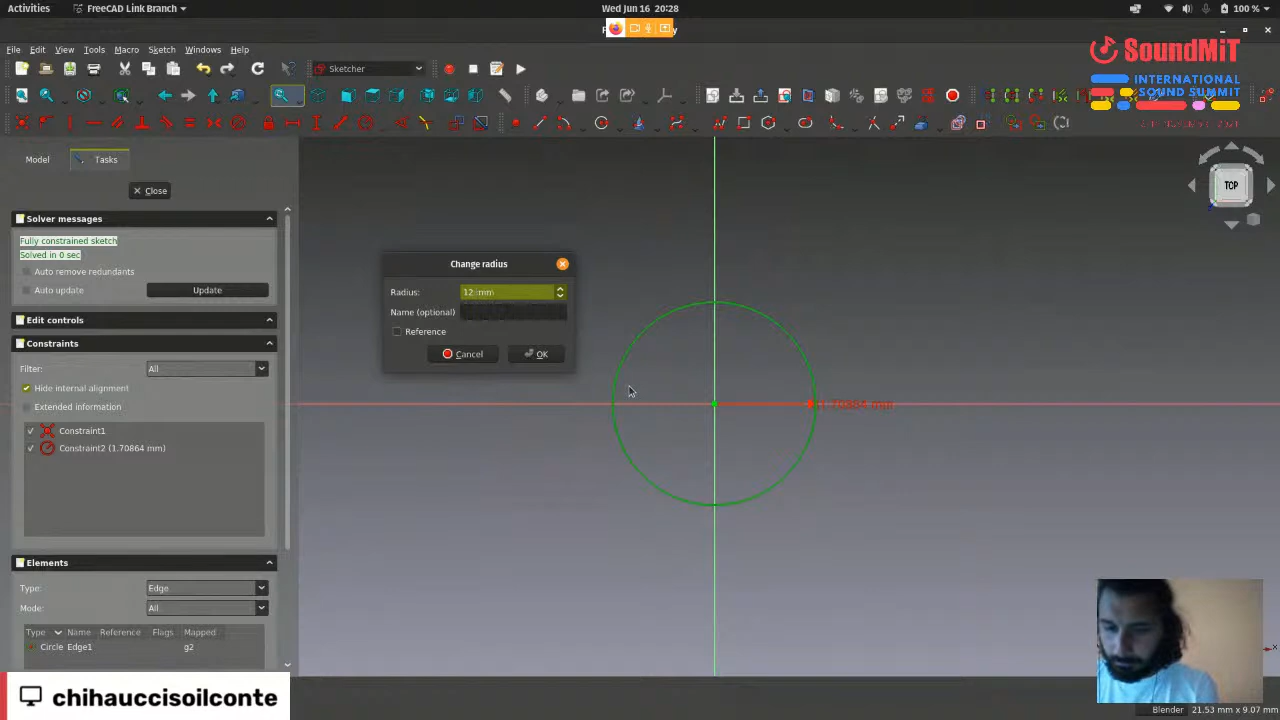 Activities
FreeCAD Link Branch
Wed Jun 16 20:28
100 %
File Edit View Tools Macro Sketch Windows Help
SoundMiT
INTERNATIONAL
SOUND SUMMIT
Sketcher
Model
Tasks
Close
TOP
Solver messages
Fully constrained sketch
Solved in 0 sec
Auto remove redundants
Auto update
Update
Edit controls
Constraints
Filter: All
Hide internal alignment
Extended information
Constraint1
Constraint2 (1.70864 mm)
Change radius
Radius: 12 mm
Name (optional)
Reference
Cancel
OK
Elements
Type: Edge
Mode: All
Type Name Reference Flags Mapped
Circle Edge1 g2
chihauccisoilconte
Blender 21.53 mm x 9.07 mm